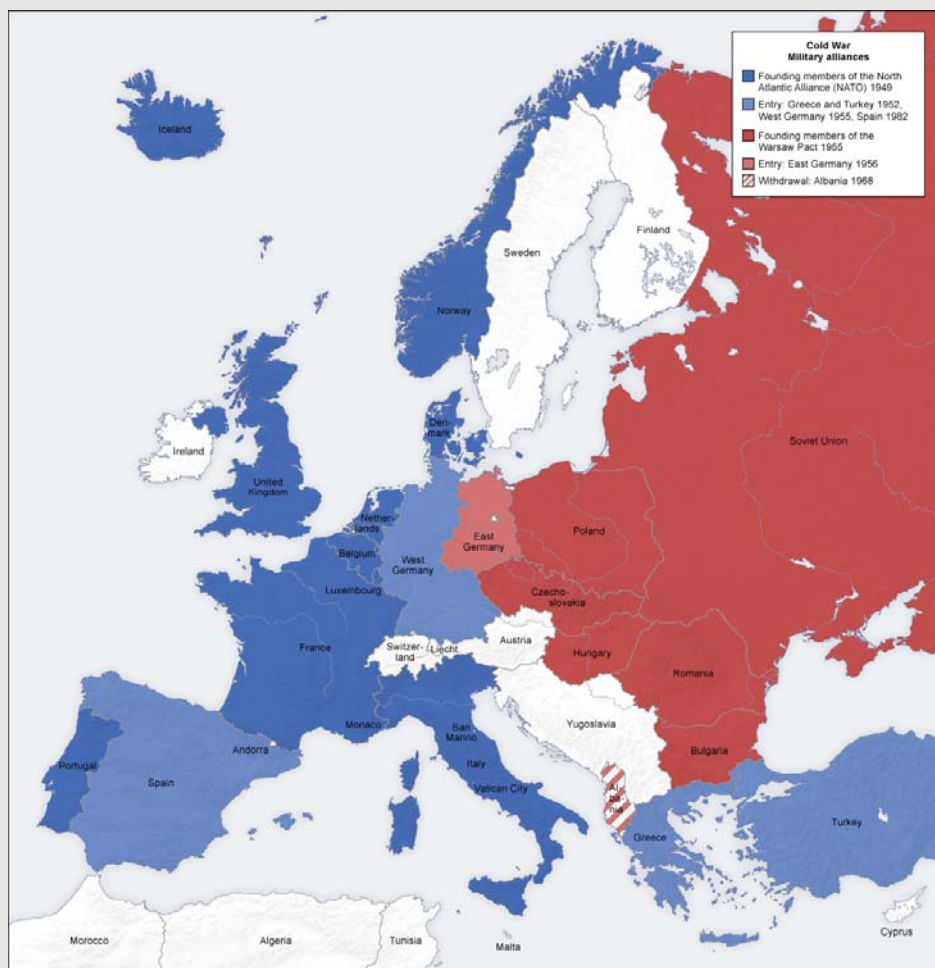 Cold War
Military alliances
Founding members of the North
Atlantic Alliance (NATO) 1949
Entry: Greece and Turkey 1952,
West Germany 1955, Spain 1982
Founding members of the
Warsaw Pact 1955
Entry: East Germany 1956
Withdrawal: Albania 1968
Iceland
Sweden
Finland
Norway
Den-
mark
Soviet Union
Ireland
United
Kingdom
Nether-
lands
Belgium
Luxembourg
West
Germany
East
Germany
Poland
Czecho-
slovakia
France
Switzer-
land
Liecht
Austria
Hungary
Romania
Monaco
San
Marino
Yugoslavia
Andorra
Bulgaria
Portugal
Spain
Italy
Vatican City
Al
ba-
nia
Greece
Turkey
Morocco
Algeria
Tunisia
Malta
Cyprus